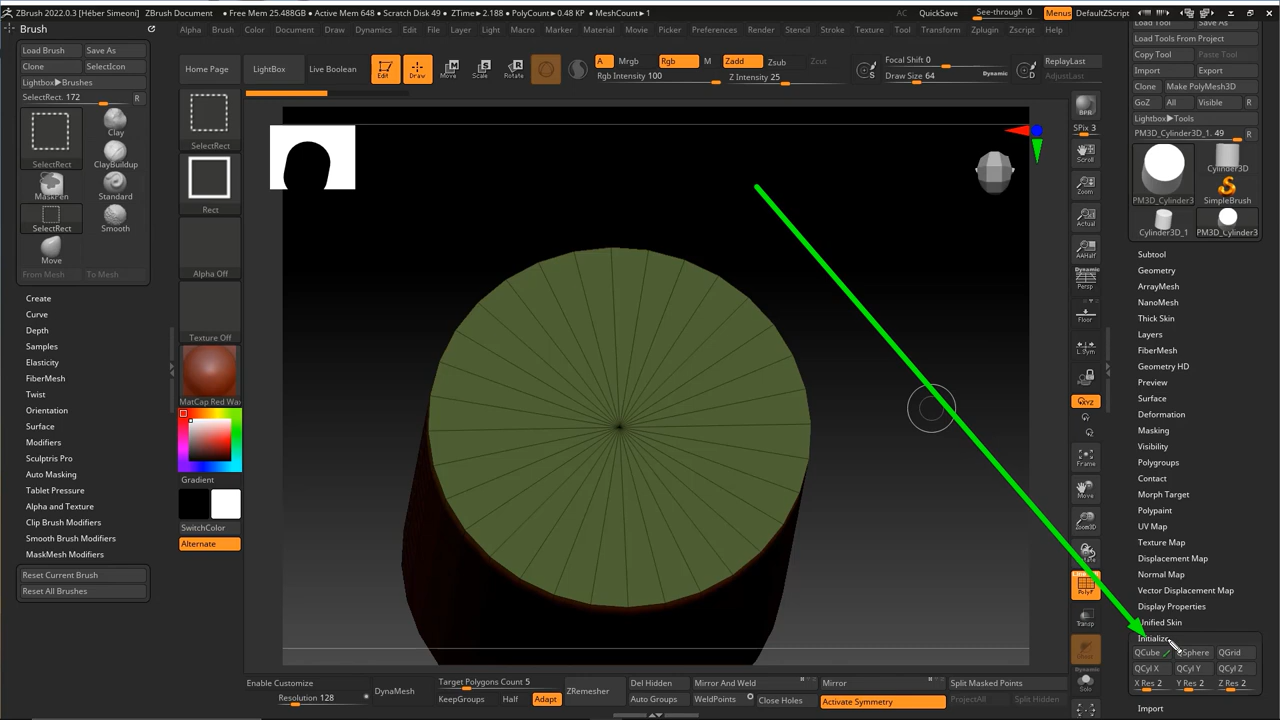 ZBrush 2022.0.3 [Héber Simeoni] ZBrush Document • Free Mem 25.488GB • Active Mem 648 • Scratch Disk 49 • ZTime▸2.188 • PolyCount▸0.48 KP • MeshCount▸1
AC QuickSave See-through 0 Menus DefaultZScript
Brush
Alpha Brush Color Document Draw Dynamics Edit File Layer Light Macro Marker Material Movie Picker Preferences Render Stencil Stroke Texture Tool Transform Zplugin Zscript Help
Load Brush Save As
Clone SelectIcon
Lightbox▸Brushes
SelectRect. 172 R
SelectRect
Clay
ClayBuildup
MaskPen Standard
SelectRect Smooth
Move
From Mesh To Mesh
Create
Curve
Depth
Samples
Elasticity
FiberMesh
Twist
Orientation
Surface
Modifiers
Sculptris Pro
Auto Masking
Tablet Pressure
Alpha and Texture
Clip Brush Modifiers
Smooth Brush Modifiers
MaskMesh Modifiers
Reset Current Brush
Reset All Brushes
Home Page LightBox Live Boolean
Edit Draw Move Scale Rotate
A Mrgb Rgb M Zadd Zsub Zcut
Rgb Intensity 100 Z Intensity 25
S Focal Shift 0
Draw Size 64 Dynamic D
ReplayLast
AdjustLast
SelectRect
Rect
Alpha Off
Texture Off
MatCap Red Wax
Gradient
SwitchColor
Alternate
BPR
SPix 3
Scroll
Zoom
Actual
AAHalf
Dynamic
Persp
Floor
L.Sym
XYZ
Frame
Move
Zoom3D
Rotate
PolyF
Transp
Dynamic
Solo
Load Tool Save As
Load Tools From Project
Copy Tool Paste Tool
Import Export
Clone Make PolyMesh3D
GoZ All Visible R
Lightbox▸Tools
PM3D_Cylinder3D_1. 49 R
PM3D_Cylinder3
Cylinder3D
SimpleBrush
Cylinder3D_1 PM3D_Cylinder3
Subtool
Geometry
ArrayMesh
NanoMesh
Thick Skin
Layers
FiberMesh
Geometry HD
Preview
Surface
Deformation
Masking
Visibility
Polygroups
Contact
Morph Target
Polypaint
UV Map
Texture Map
Displacement Map
Normal Map
Vector Displacement Map
Display Properties
Unified Skin
Initialize
QCube QSphere QGrid
QCyl X QCyl Y QCyl Z
X Res 2 Y Res 2 Z Res 2
Import
Enable Customize
Resolution 128
DynaMesh
Target Polygons Count 5
KeepGroups Half Adapt
ZRemesher
Del Hidden Mirror And Weld Mirror Split Masked Points
Auto Groups WeldPoints Close Holes Activate Symmetry ProjectAll Split Hidden